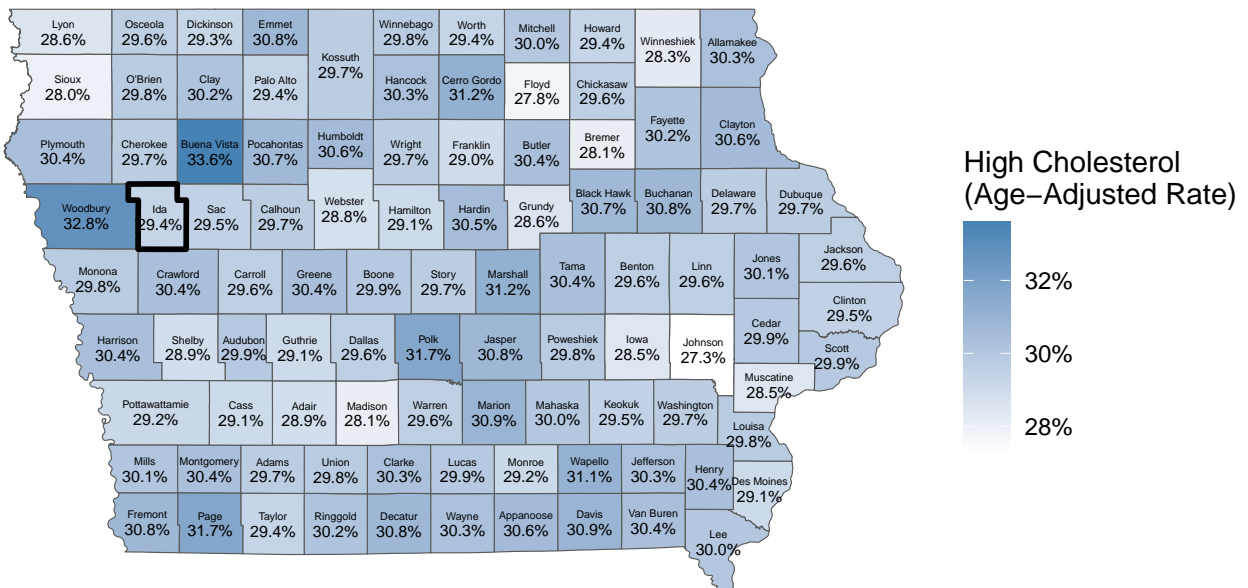 Lyon
28.6%
Osceola
29.6%
Dickinson
29.3%
Emmet
30.8%
Kossuth
29.7%
Winnebago
29.8%
Worth
29.4%
Mitchell
30.0%
Howard
29.4%
Winneshiek
28.3%
Allamakee
30.3%
Sioux
28.0%
O'Brien
29.8%
Clay
30.2%
Palo Alto
29.4%
Hancock
30.3%
Cerro Gordo
31.2%
Floyd
27.8%
Chickasaw
29.6%
Fayette
30.2%
Clayton
30.6%
Plymouth
30.4%
Cherokee
29.7%
Buena Vista
33.6%
Pocahontas
30.7%
Humboldt
30.6%
Wright
29.7%
Franklin
29.0%
Butler
30.4%
Bremer
28.1%
Woodbury
32.8%
Ida
29.4%
Sac
29.5%
Calhoun
29.7%
Webster
28.8%
Hamilton
29.1%
Hardin
30.5%
Grundy
28.6%
Black Hawk
30.7%
Buchanan
30.8%
Delaware
29.7%
Dubuque
29.7%
Monona
29.8%
Crawford
30.4%
Carroll
29.6%
Greene
30.4%
Boone
29.9%
Story
29.7%
Marshall
31.2%
Tama
30.4%
Benton
29.6%
Linn
29.6%
Jones
30.1%
Jackson
29.6%
Clinton
29.5%
Harrison
30.4%
Shelby
28.9%
Audubon
29.9%
Guthrie
29.1%
Dallas
29.6%
Polk
31.7%
Jasper
30.8%
Poweshiek
29.8%
Iowa
28.5%
Johnson
27.3%
Cedar
29.9%
Scott
29.9%
Muscatine
28.5%
Pottawattamie
29.2%
Cass
29.1%
Adair
28.9%
Madison
28.1%
Warren
29.6%
Marion
30.9%
Mahaska
30.0%
Keokuk
29.5%
Washington
29.7%
Louisa
29.8%
Mills
30.1%
Montgomery
30.4%
Adams
29.7%
Union
29.8%
Clarke
30.3%
Lucas
29.9%
Monroe
29.2%
Wapello
31.1%
Jefferson
30.3%
Henry
30.4%
Des Moines
29.1%
Fremont
30.8%
Page
31.7%
Taylor
29.4%
Ringgold
30.2%
Decatur
30.8%
Wayne
30.3%
Appanoose
30.6%
Davis
30.9%
Van Buren
30.4%
Lee
30.0%
High Cholesterol
(Age−Adjusted Rate)
32%
30%
28%